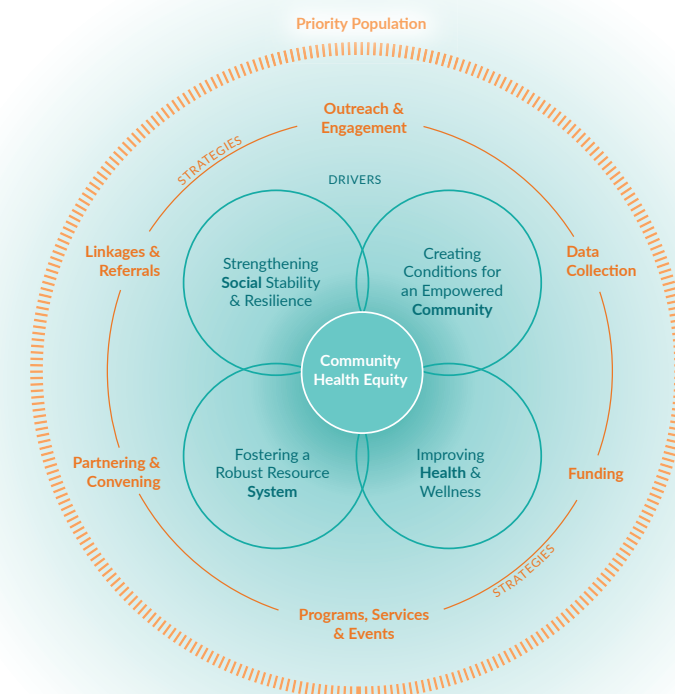 Priority Population
Outreach &
Engagement
STRATEGIES
DRIVERS
Linkages &
Referrals
Strengthening
Social Stability
& Resilience
Creating
Conditions for
an Empowered
Community
Data
Collection
Community
Health Equity
Partnering &
Convening
Fostering a
Robust Resource
System
Improving
Health &
Wellness
Funding
STRATEGIES
Programs, Services
& Events